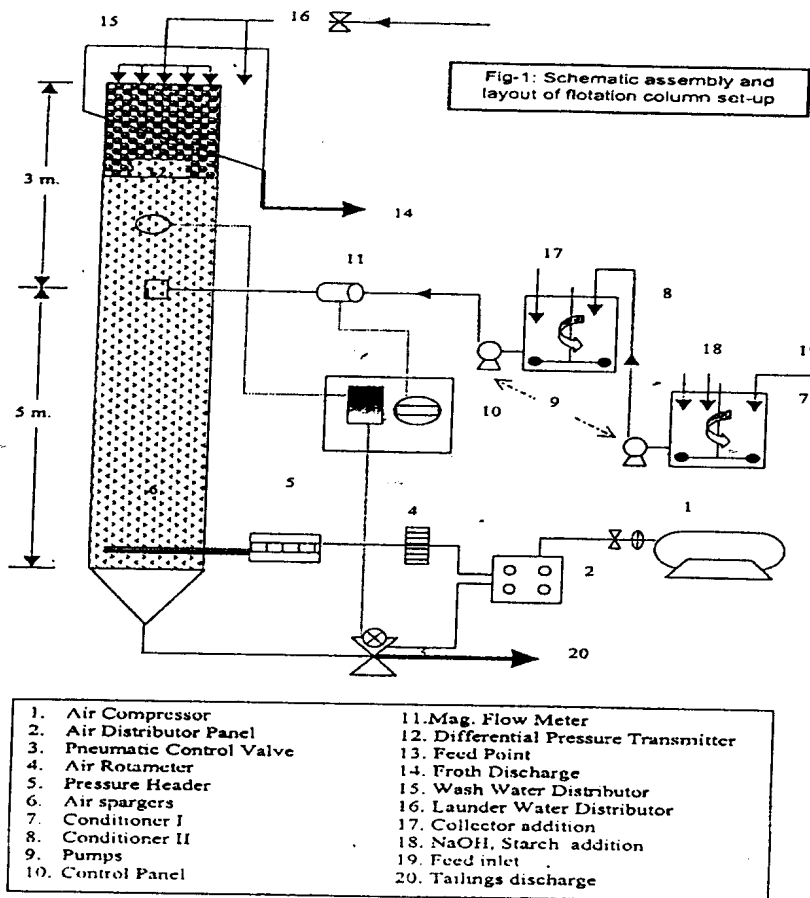 15
16
Fig-1: Schematic assembly and
layout of flotation column set-up
12
3 m.
14
11
17
8
18
19
7
10
9
5 m.
6
5
4
1
2
3
20
1. Air Compressor
2. Air Distributor Panel
3. Pneumatic Control Valve
4. Air Rotameter
5. Pressure Header
6. Air spargers
7. Conditioner I
8. Conditioner II
9. Pumps
10. Control Panel
11.Mag. Flow Meter
12. Differential Pressure Transmitter
13. Feed Point
14. Froth Discharge
15. Wash Water Distributor
16. Launder Water Distributor
17. Collector addition
18. NaOH, Starch addition
19. Feed inlet
20. Tailings discharge